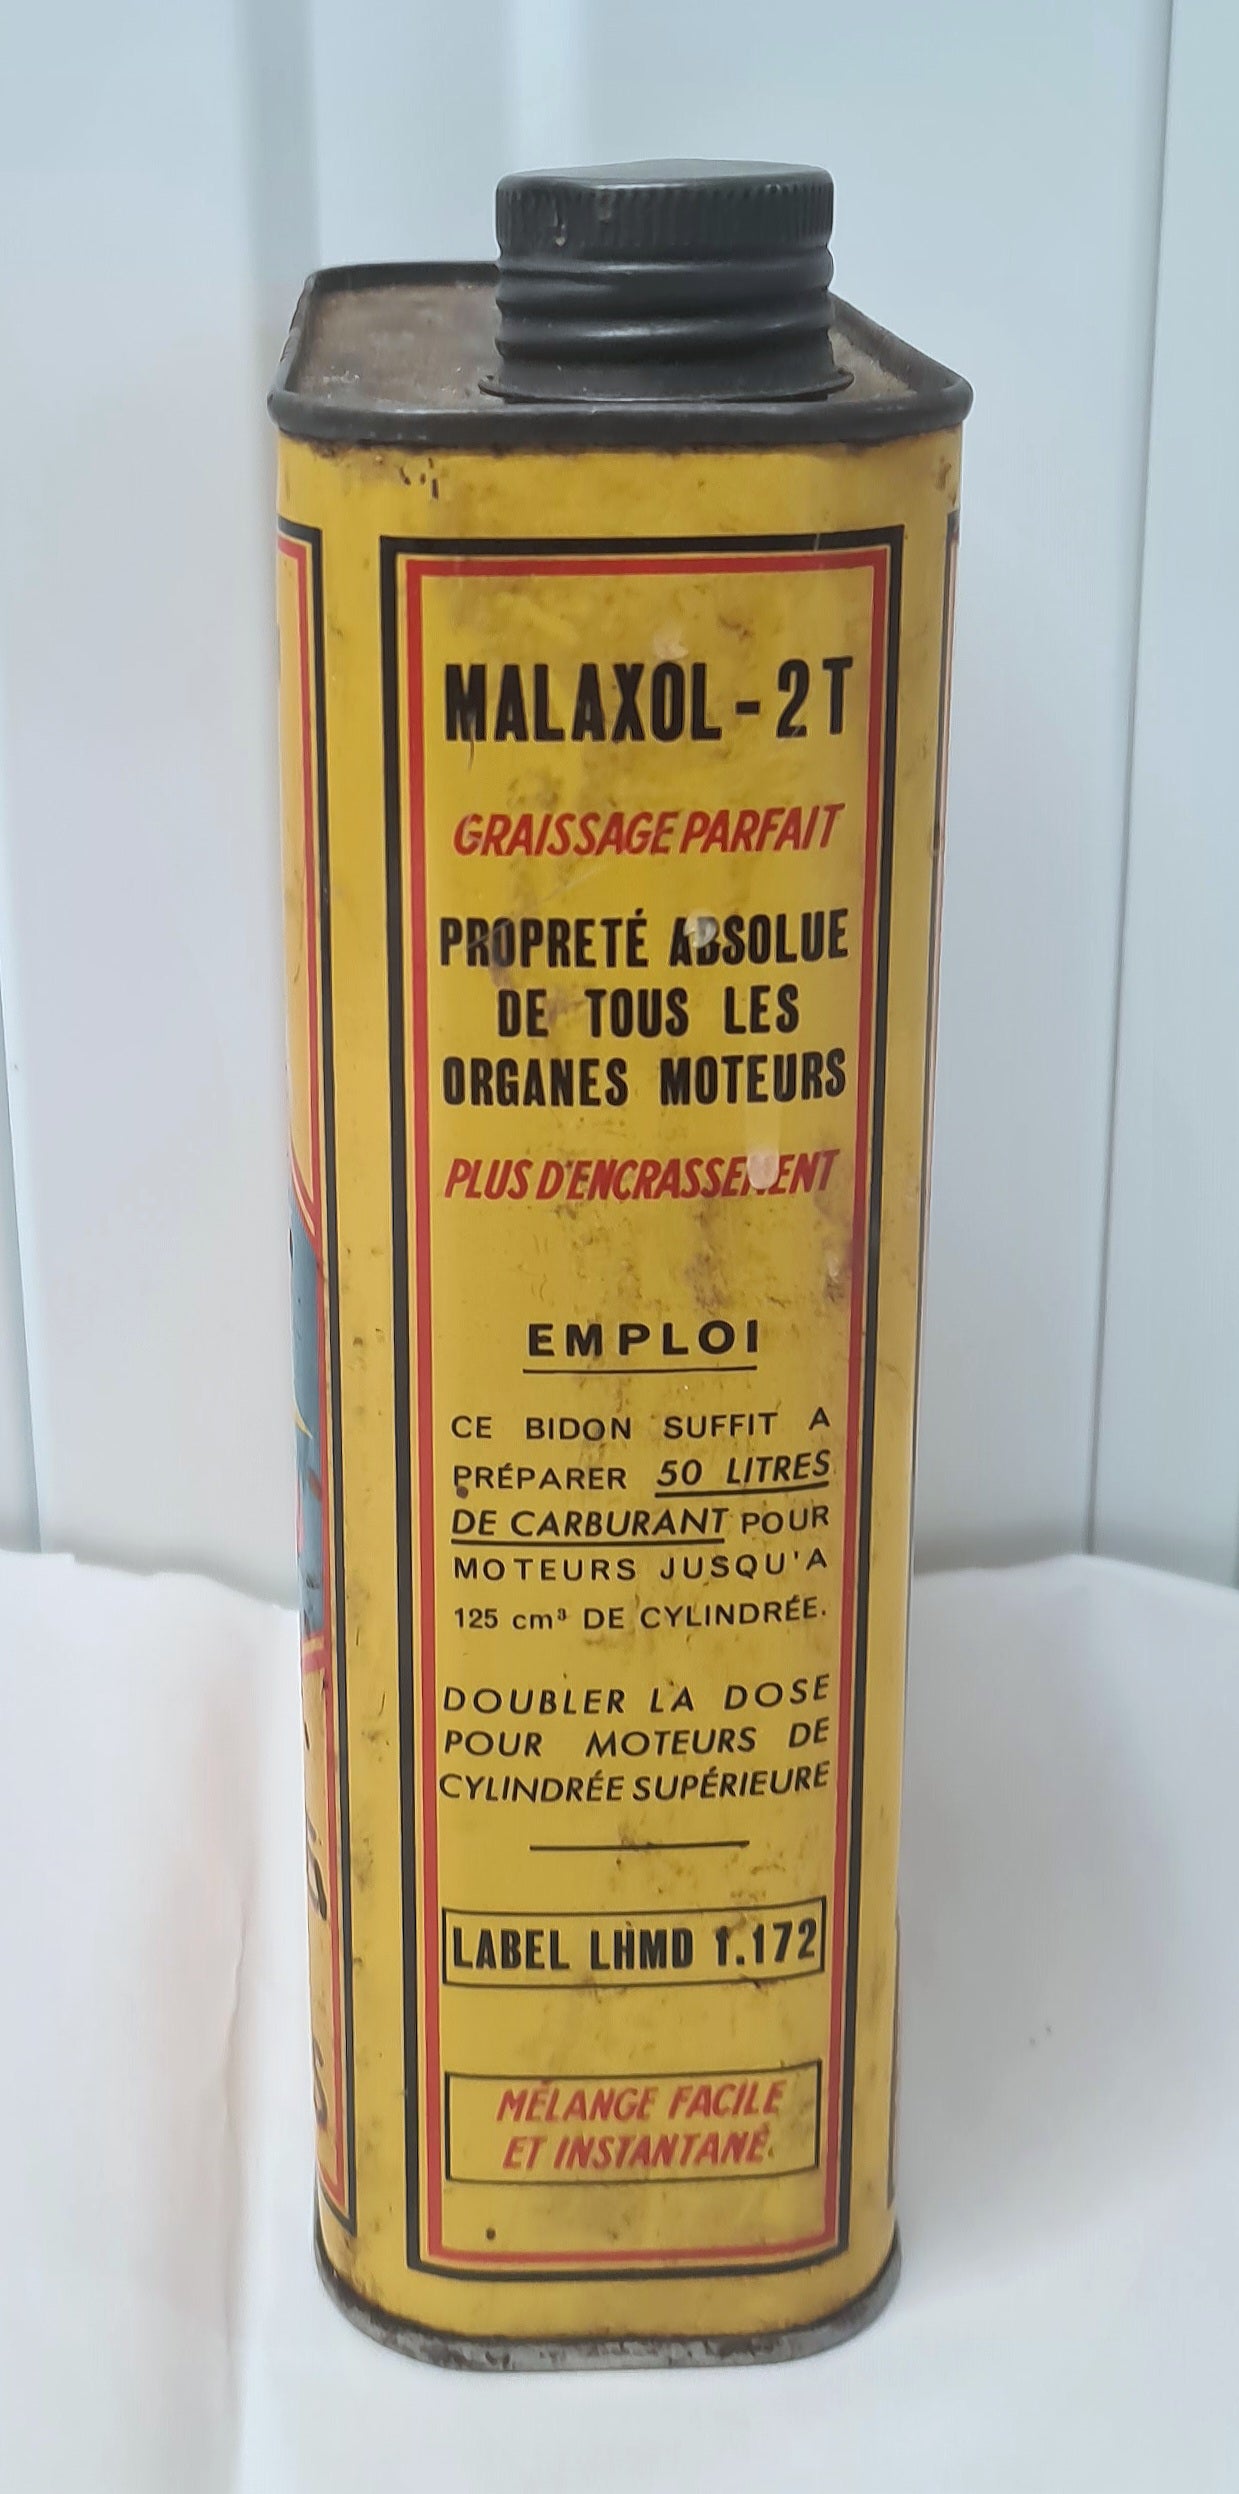 MALAXOL - 2T
GRAISSAGE PARFAIT
PROPRETÉ ABSOLUE
DE TOUS LES
ORGANES MOTEURS
PLUS D'ENCRASSEMENT
EMPLOI
CE BIDON SUFFIT A
PRÉPARER 50 LITRES
DE CARBURANT POUR
MOTEURS JUSQU'A
125 cm³ DE CYLINDRÉE.
DOUBLER LA DOSE
POUR MOTEURS DE
CYLINDRÉE SUPÉRIEURE
LABEL LHMD 1.172
MÉLANGE FACILE
ET INSTANTANÉ